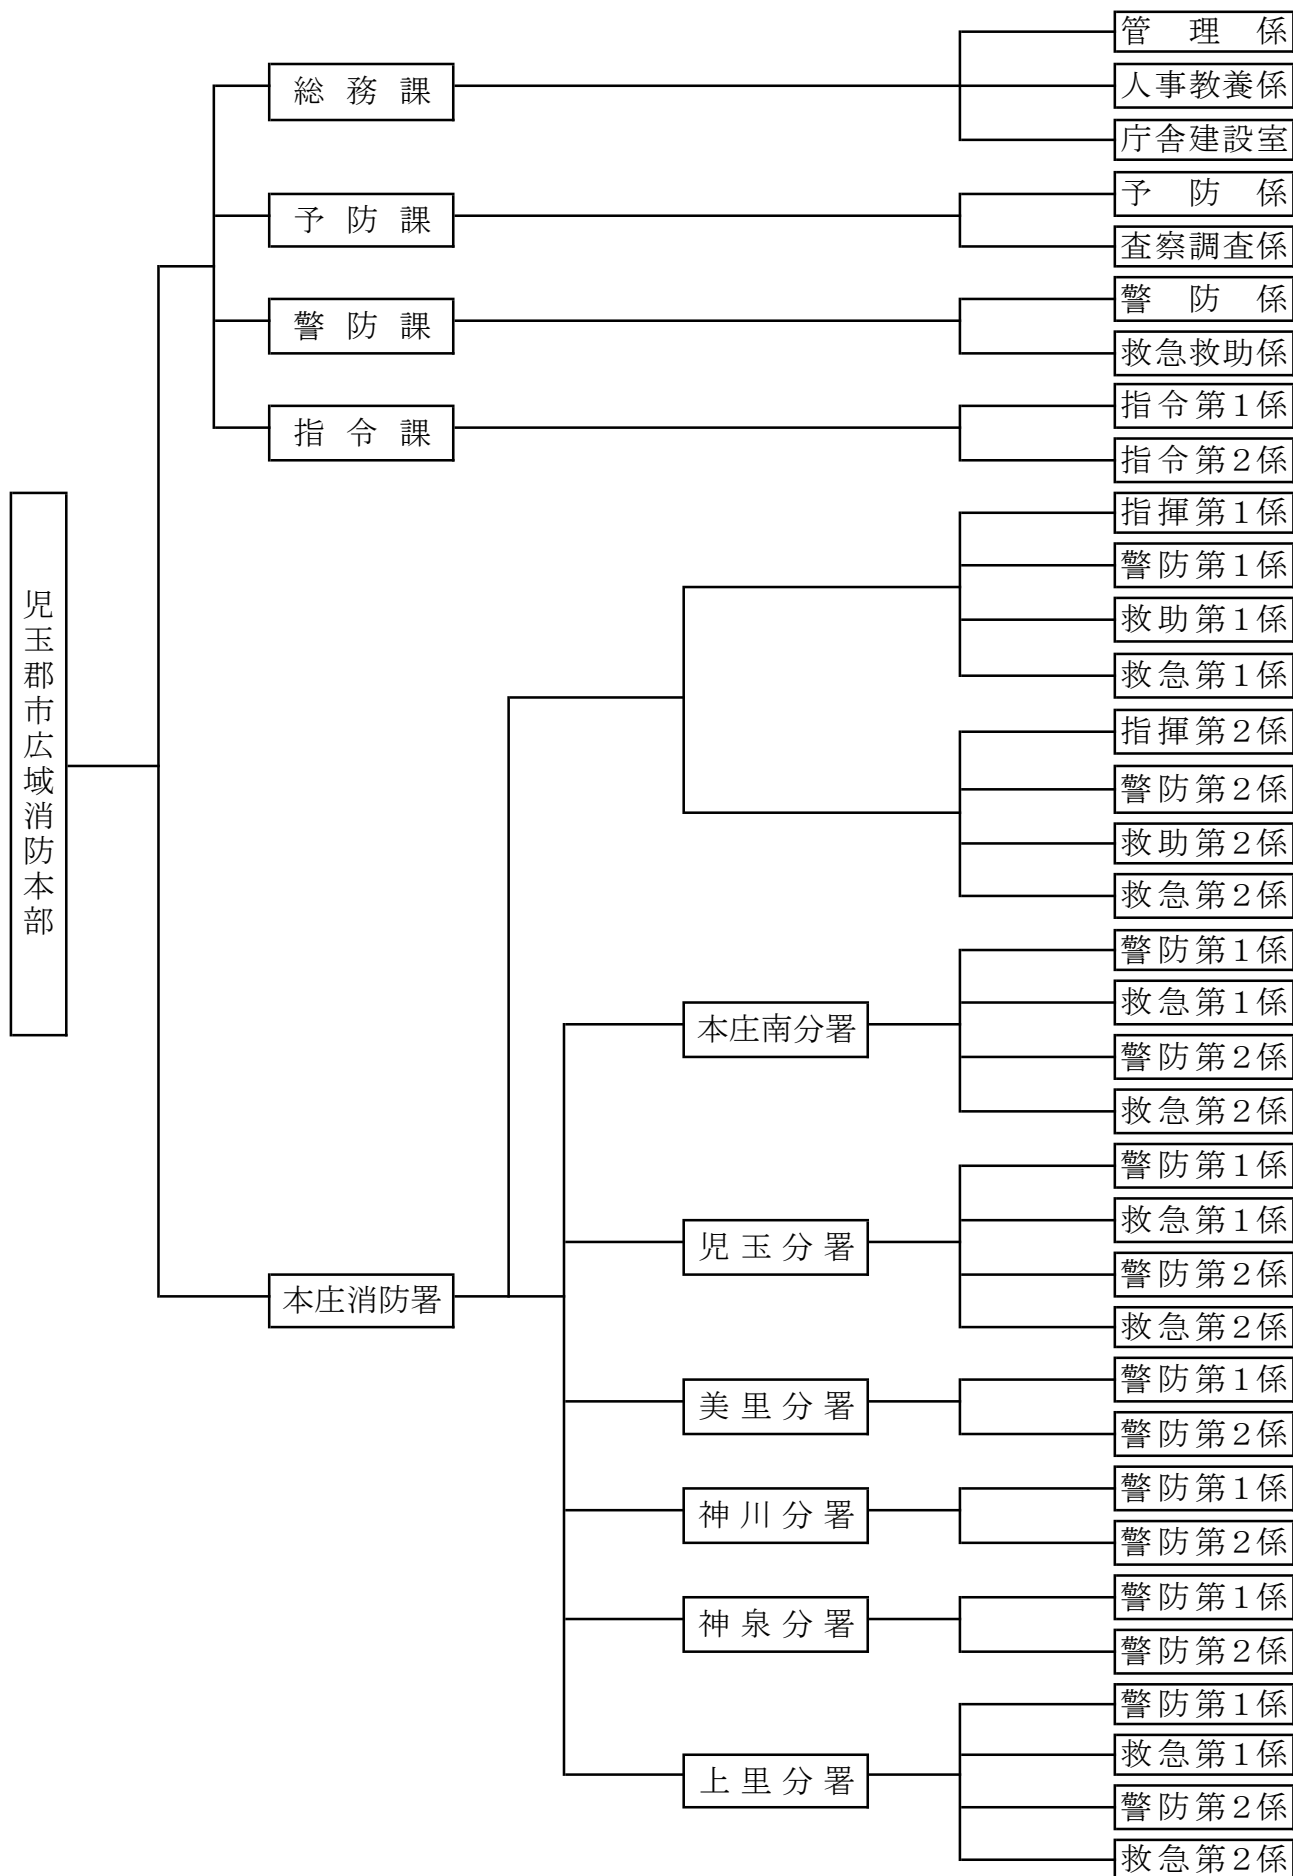 児玉郡市広域消防本部
総務課
管理係
人事教養係
庁舎建設室
予防課
予防係
査察調査係
警防課
警防係
救急救助係
指令課
指令第1係
指令第2係
本庄消防署
指揮第1係
警防第1係
救助第1係
救急第1係
指揮第2係
警防第2係
救助第2係
救急第2係
本庄南分署
警防第1係
救急第1係
警防第2係
救急第2係
児玉分署
警防第1係
救急第1係
警防第2係
救急第2係
美里分署
警防第1係
警防第2係
神川分署
警防第1係
警防第2係
神泉分署
警防第1係
警防第2係
上里分署
警防第1係
救急第1係
警防第2係
救急第2係